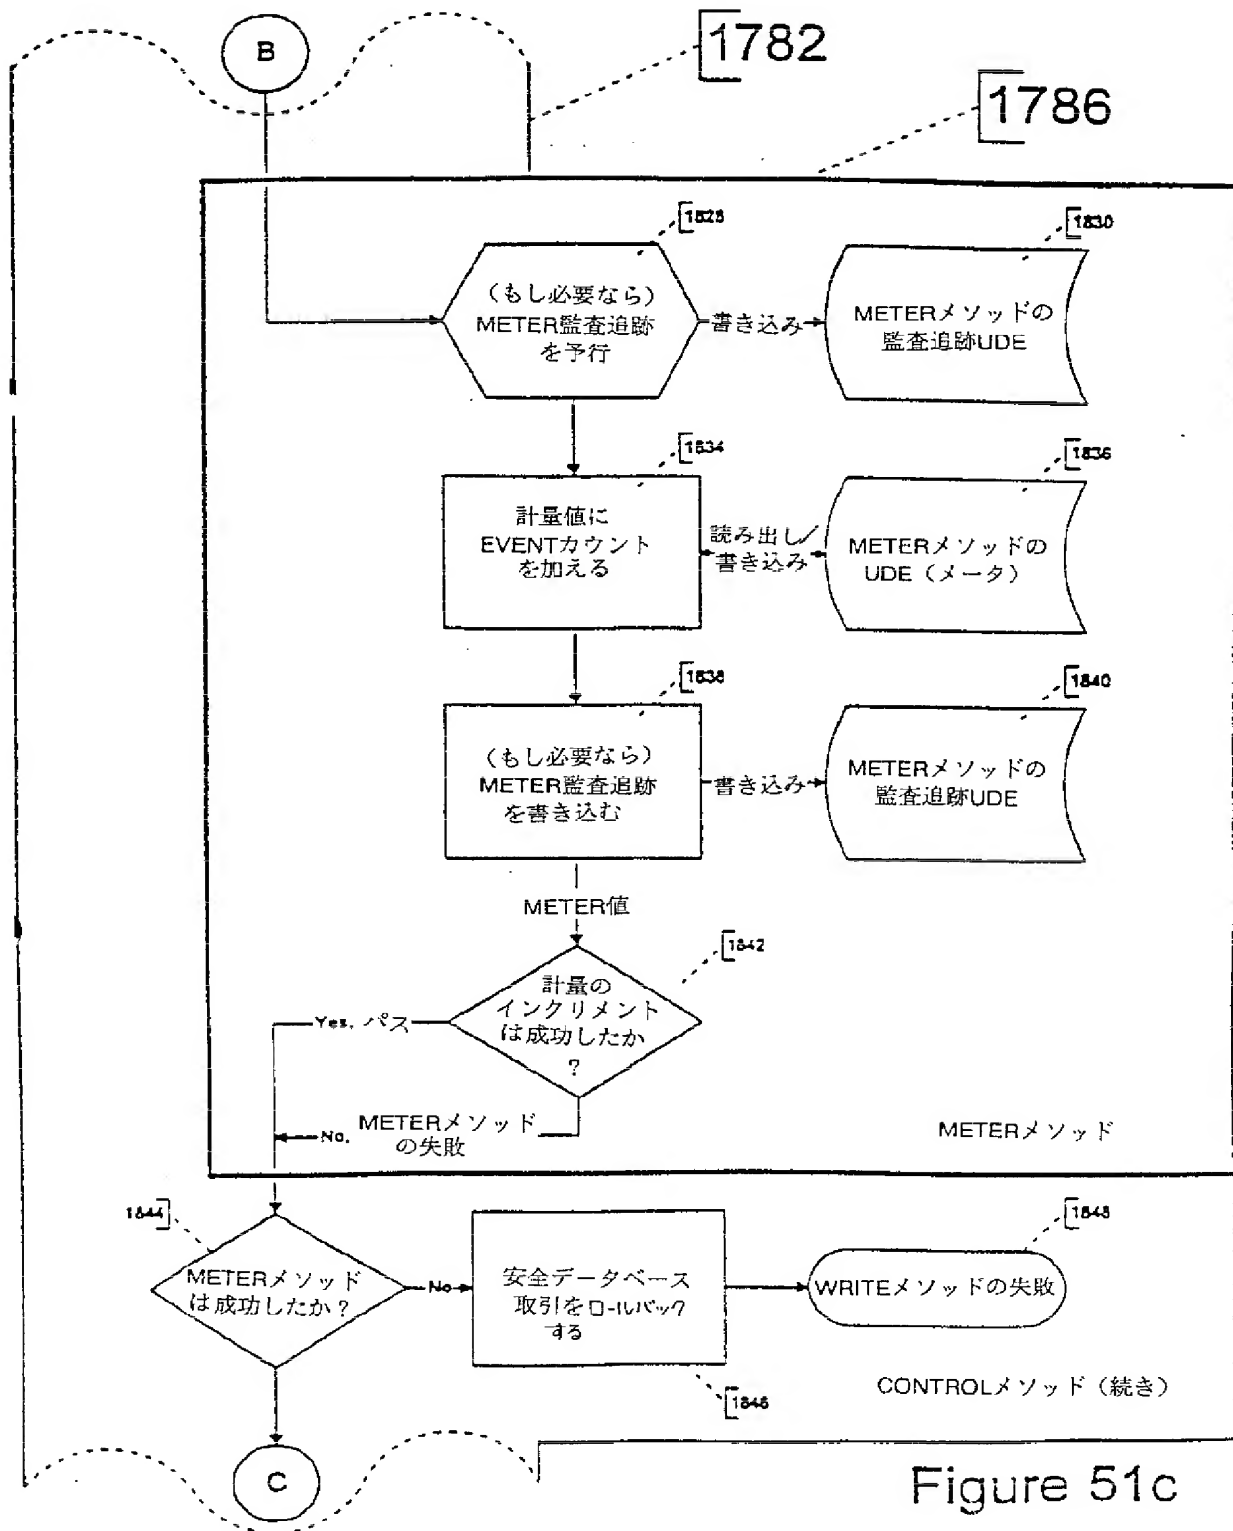 B
1782
1786
1828
（もし必要なら）
METER監査追跡
を予行
書き込み
1830
METERメソッドの
監査追跡UDE
1834
計量値に
EVENTカウント
を加える
読み出し／
書き込み
1836
METERメソッドの
UDE（メータ）
1838
（もし必要なら）
METER監査追跡
を書き込む
書き込み
1840
METERメソッドの
監査追跡UDE
METER値
1842
計量の
インクリメント
は成功したか
？
Yes, パス
No, METERメソッド
の失敗
METERメソッド
1844
METERメソッド
は成功したか？
No
安全データベース
取引をロールバック
する
1846
1848
WRITEメソッドの失敗
CONTROLメソッド（続き）
C
Figure 51c